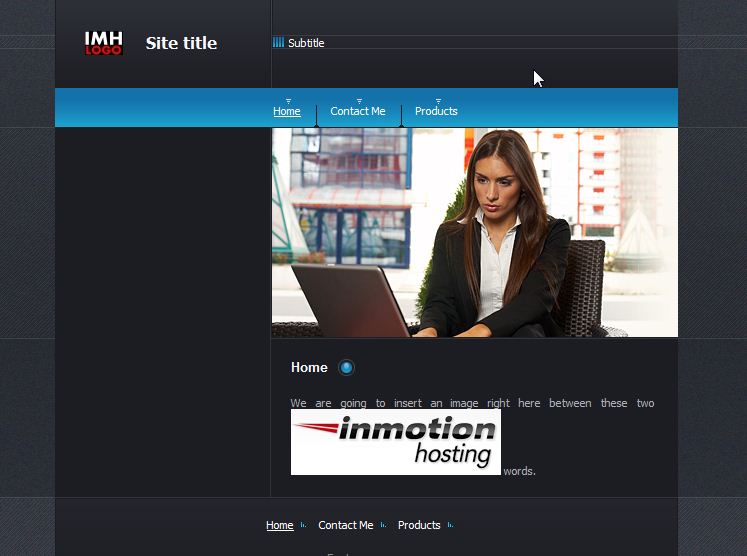 IMH
LOGO
Site title
Subtitle
Home
Contact Me
Products
Home
We are going to insert an image right here between these two
inmotion
hosting
words.
Home
Contact Me
Products